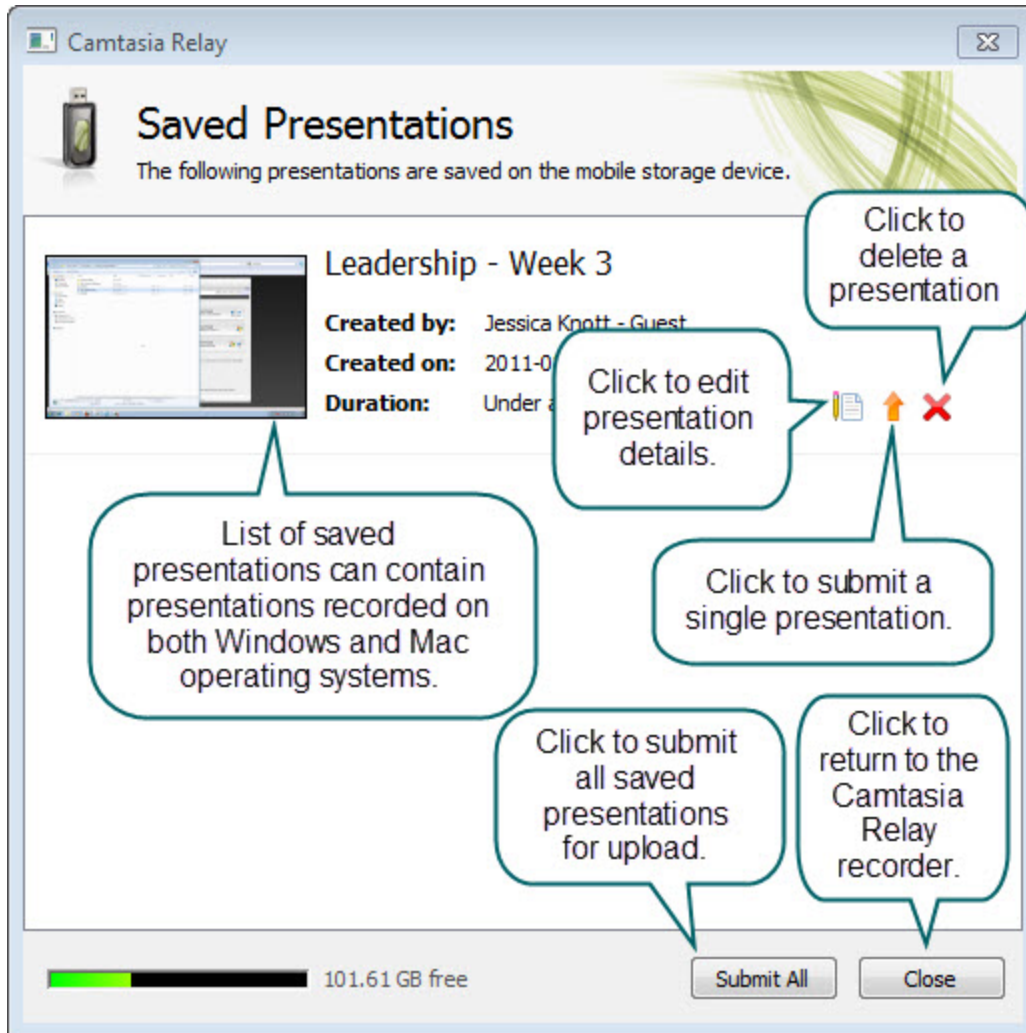 Camtasia Relay
Saved Presentations
The following presentations are saved on the mobile storage device.
Click to
delete a
presentation
Leadership - Week 3
Created by: Jessica Knott - Guest
Created on: 2011-0
Duration: Under a
Click to edit
presentation
details.
List of saved
presentations can contain
presentations recorded on
both Windows and Mac
operating systems.
Click to submit a
single presentation.
Click to submit
all saved
presentations
for upload.
Click to
return to the
Camtasia
Relay
recorder.
101.61 GB free
Submit All
Close